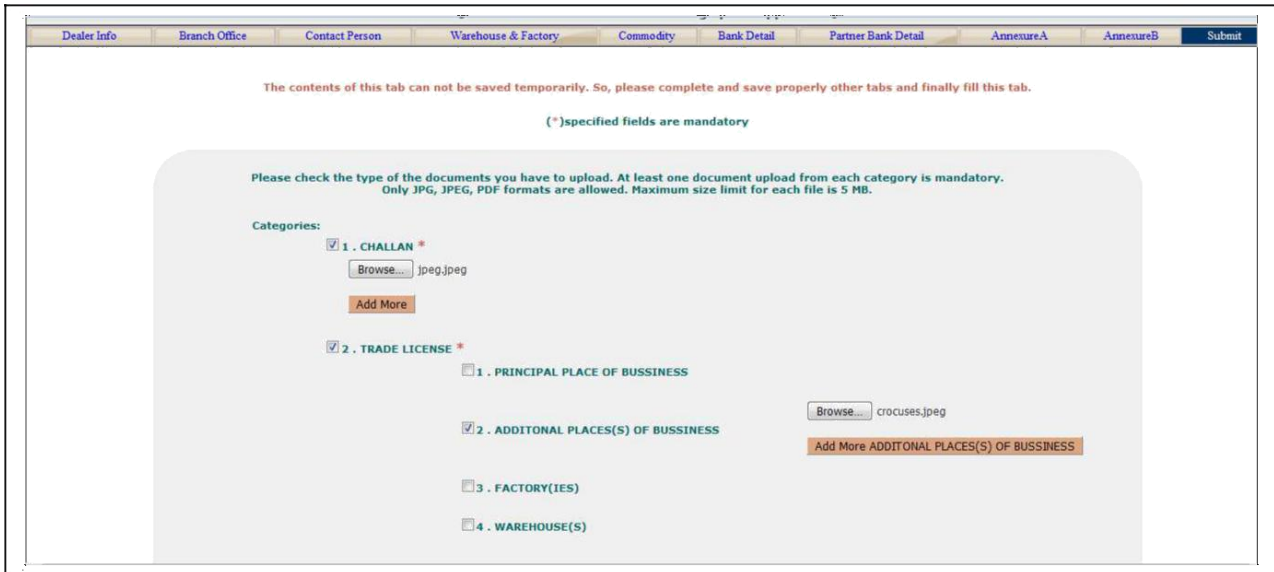 Dealer Info Branch Office Contact Person Warehouse & Factory Commodity Bank Detail Partner Bank Detail AnnexureA AnnexureB Submit
The contents of this tab can not be saved temporarily. So, please complete and save properly other tabs and finally fill this tab.
(*)specified fields are mandatory
Please check the type of the documents you have to upload. At least one document upload from each category is mandatory.
Only JPG, JPEG, PDF formats are allowed. Maximum size limit for each file is 5 MB.
Categories:
1 . CHALLAN *
Browse... jpeg.jpeg
Add More
2 . TRADE LICENSE *
1 . PRINCIPAL PLACE OF BUSSINESS
Browse... crocuses.jpeg
2 . ADDITONAL PLACES(S) OF BUSSINESS
Add More ADDITONAL PLACES(S) OF BUSSINESS
3 . FACTORY(IES)
4 . WAREHOUSE(S)